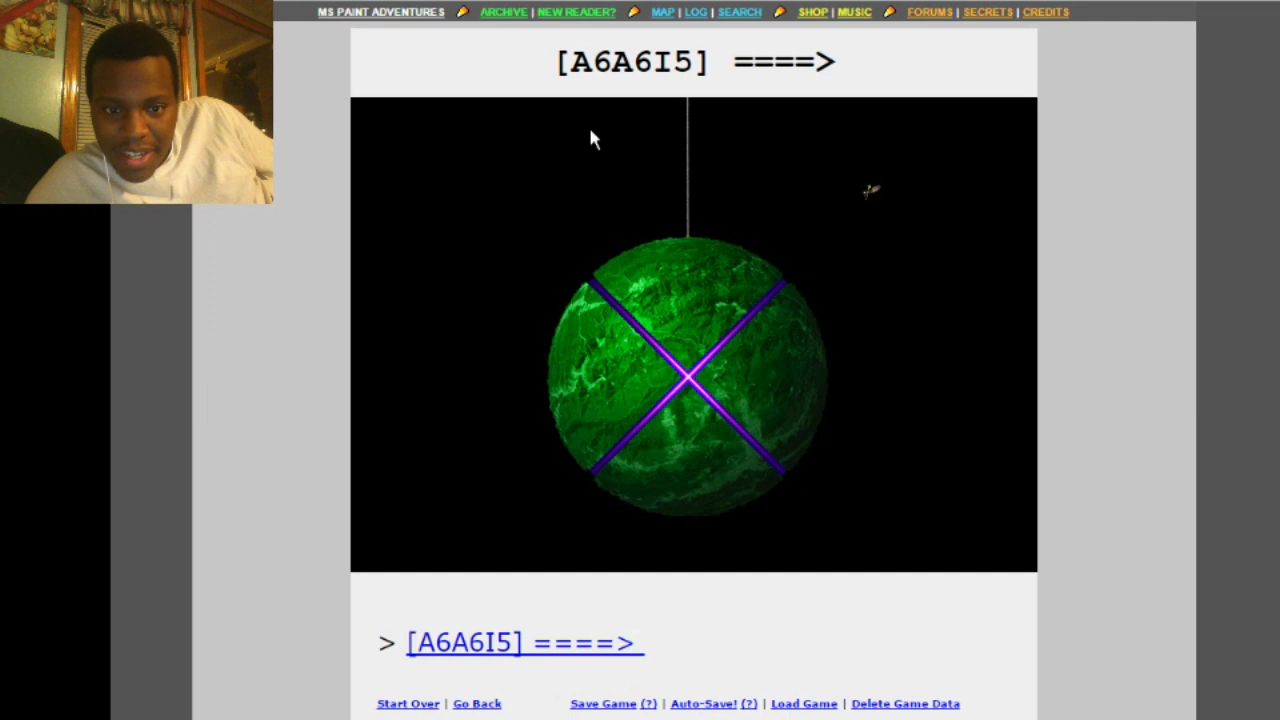 MS PAINT ADVENTURES ARCHIVE | NEW READER? MAP | LOG | SEARCH SHOP | MUSIC FORUMS | SECRETS | CREDITS
[A6A6I5] ====>
> [A6A6I5] ====>
Start Over | Go Back Save Game (?) | Auto-Save! (?) | Load Game | Delete Game Data